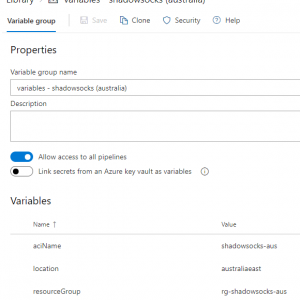 Library > Variables - shadowsocks (australia)
Variable group Save Clone Security Help
Properties
Variable group name
variables - shadowsocks (australia)
Description
Allow access to all pipelines
Link secrets from an Azure key vault as variables
Variables
Name ↑ Value
aciName shadowsocks-aus
location australiaeast
resourceGroup rg-shadowsocks-aus